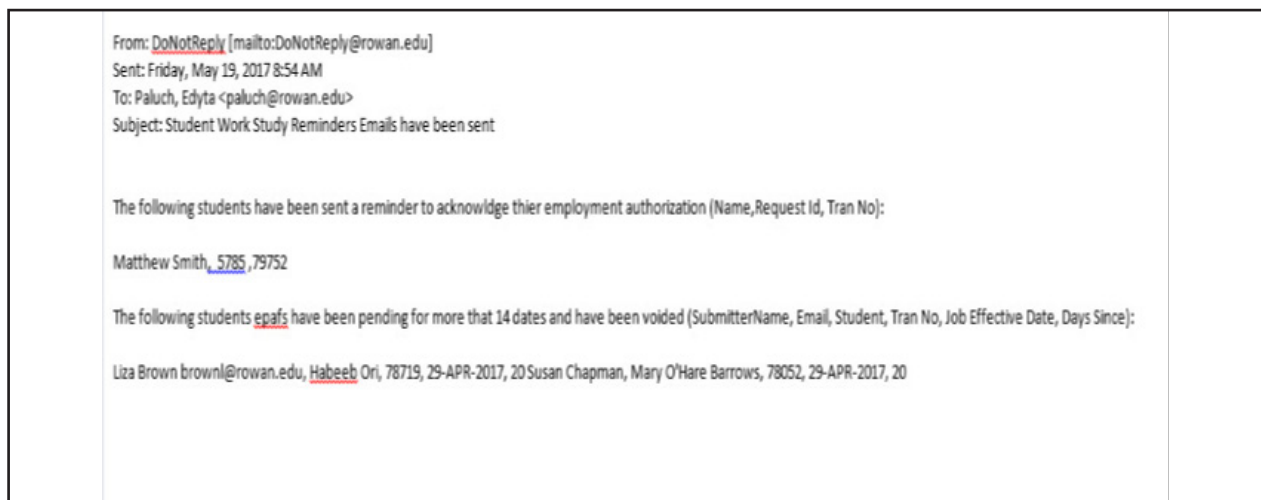 From: DoNotReply [mailto:DoNotReply@rowan.edu]
Sent: Friday, May 19, 2017 8:54 AM
To: Paluch, Edyta <paluch@rowan.edu>
Subject: Student Work Study Reminders Emails have been sent
The following students have been sent a reminder to acknowldge thier employment authorization (Name,Request Id, Tran No):
Matthew Smith, 5785 ,79752
The following students epafs have been pending for more that 14 dates and have been voided (SubmitterName, Email, Student, Tran No, Job Effective Date, Days Since):
Liza Brown brownl@rowan.edu, Habeeb Ori, 78719, 29-APR-2017, 20 Susan Chapman, Mary O'Hare Barrows, 78052, 29-APR-2017, 20